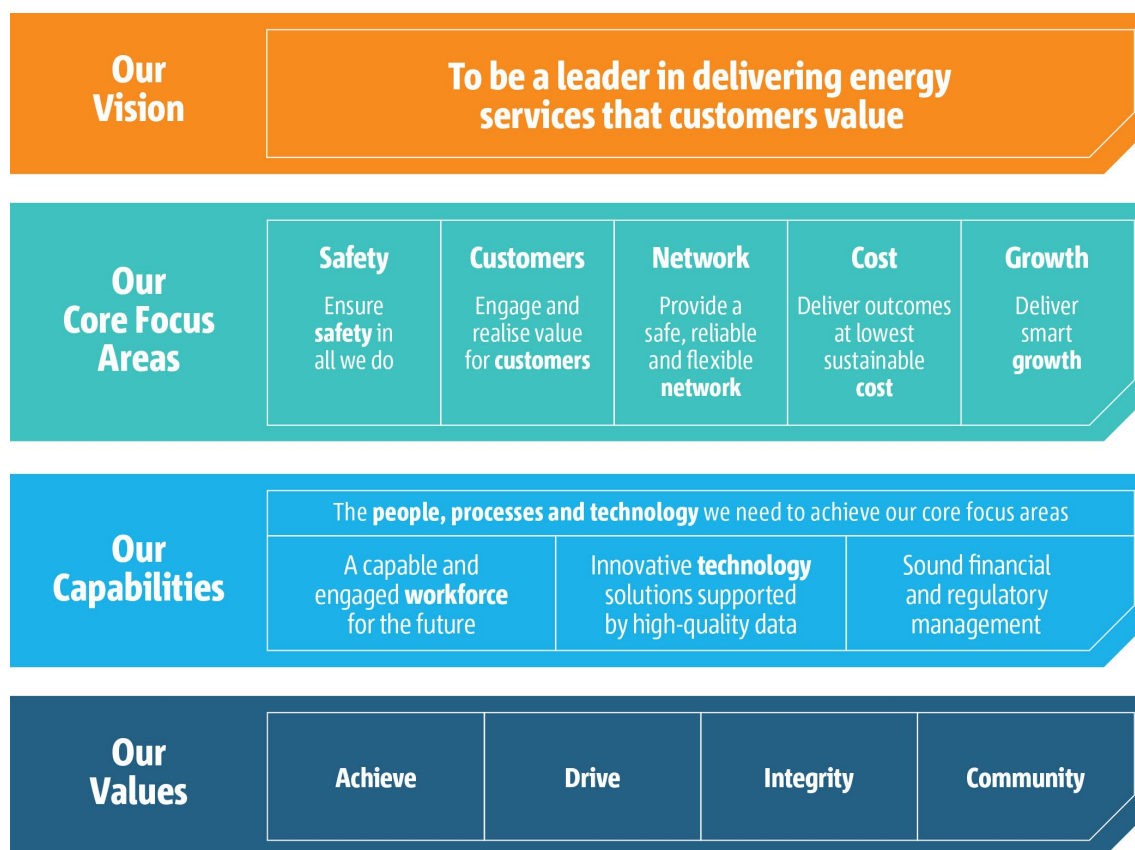 Our
Vision
To be a leader in delivering energy
services that customers value
Our
Core Focus
Areas
Safety
Ensure
safety in
all we do
Customers
Engage and
realise value
for customers
Network
Provide a
safe, reliable
and flexible
network
Cost
Deliver outcomes
at lowest
sustainable
cost
Growth
Deliver
smart
growth
Our
Capabilities
The people, processes and technology we need to achieve our core focus areas
A capable and
engaged workforce
for the future
Innovative technology
solutions supported
by high-quality data
Sound financial
and regulatory
management
Our
Values
Achieve
Drive
Integrity
Community